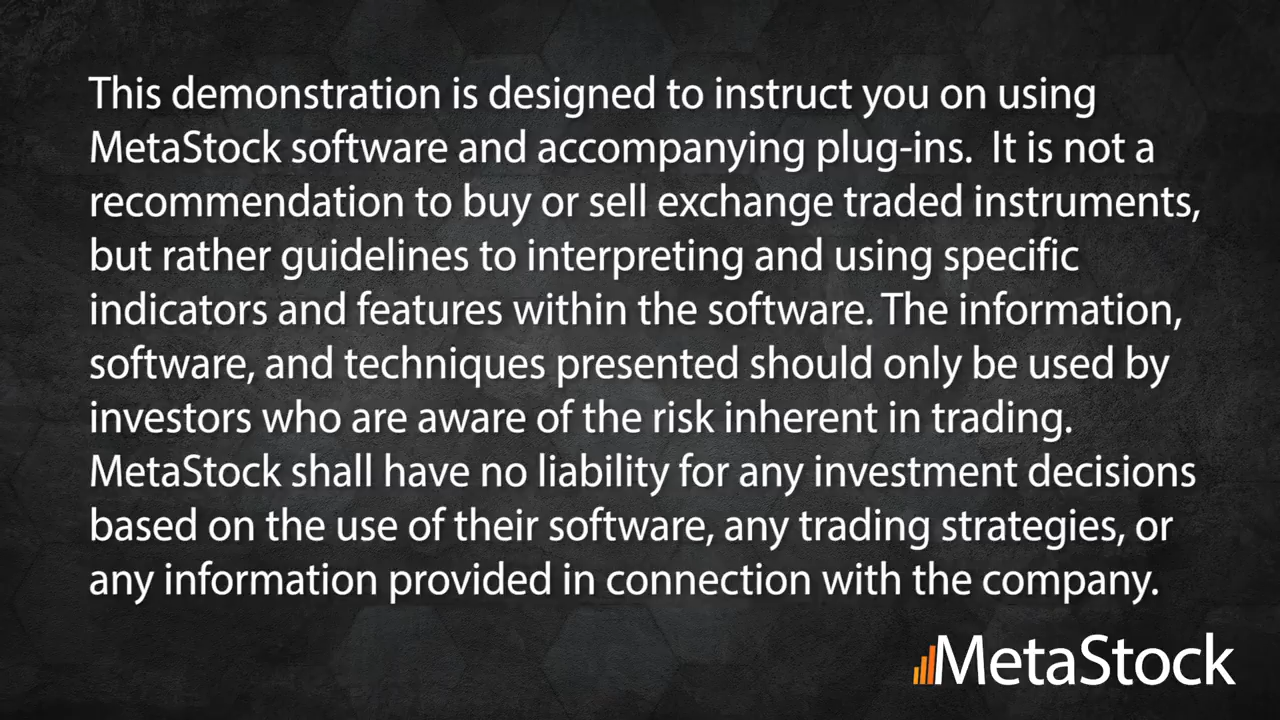 This demonstration is designed to instruct you on using
MetaStock software and accompanying plug-ins.  It is not a
recommendation to buy or sell exchange traded instruments,
but rather guidelines to interpreting and using specific
indicators and features within the software. The information,
software, and techniques presented should only be used by
investors who are aware of the risk inherent in trading.
MetaStock shall have no liability for any investment decisions
based on the use of their software, any trading strategies, or
any information provided in connection with the company.
MetaStock